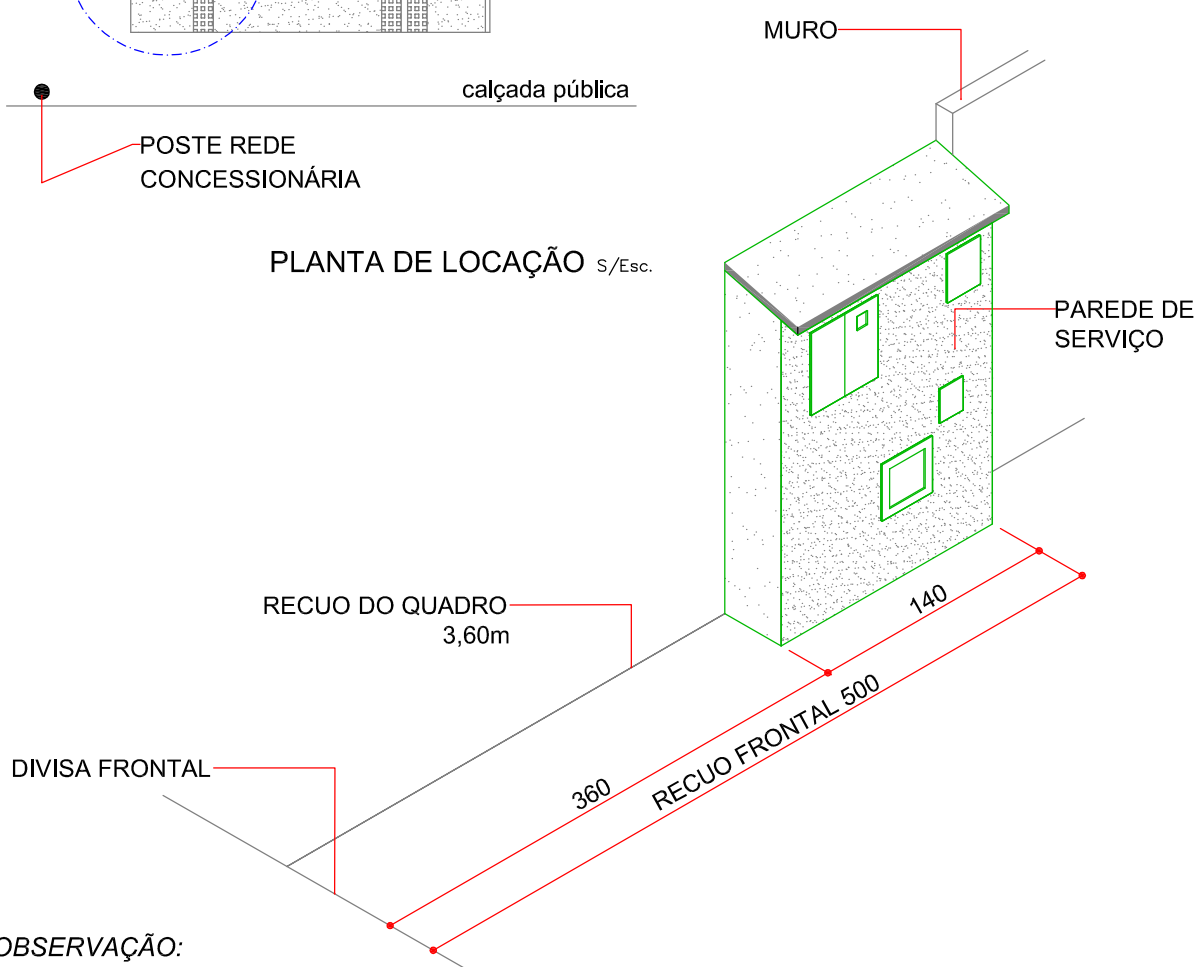 MURO
calçada pública
POSTE REDE
CONCESSIONÁRIA
PLANTA DE LOCAÇÃO S/Esc.
PAREDE DE
SERVIÇO
RECUO DO QUADRO
3,60m
140
RECUO FRONTAL 500
360
DIVISA FRONTAL
OBSERVAÇÃO: